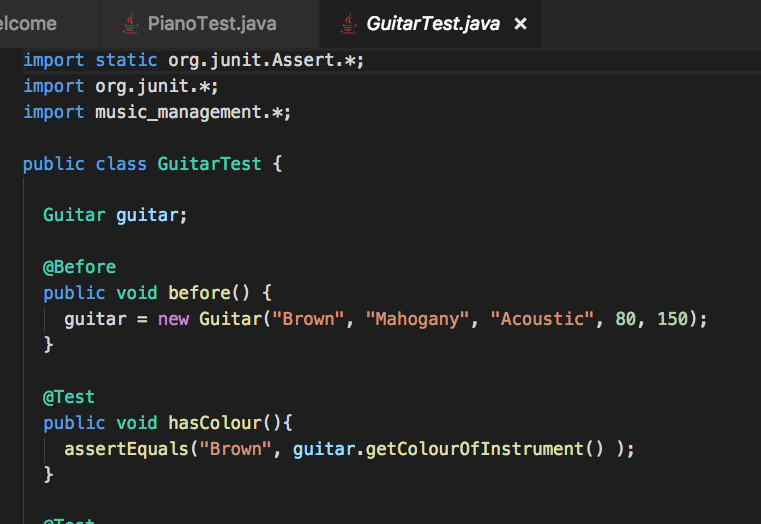 elcome PianoTest.java GuitarTest.java ×
import static org.junit.Assert.*;
import org.junit.*;
import music_management.*;
public class GuitarTest {
Guitar guitar;
@Before
public void before() {
guitar = new Guitar("Brown", "Mahogany", "Acoustic", 80, 150);
}
@Test
public void hasColour(){
assertEquals("Brown", guitar.getColourOfInstrument() );
}
@Test